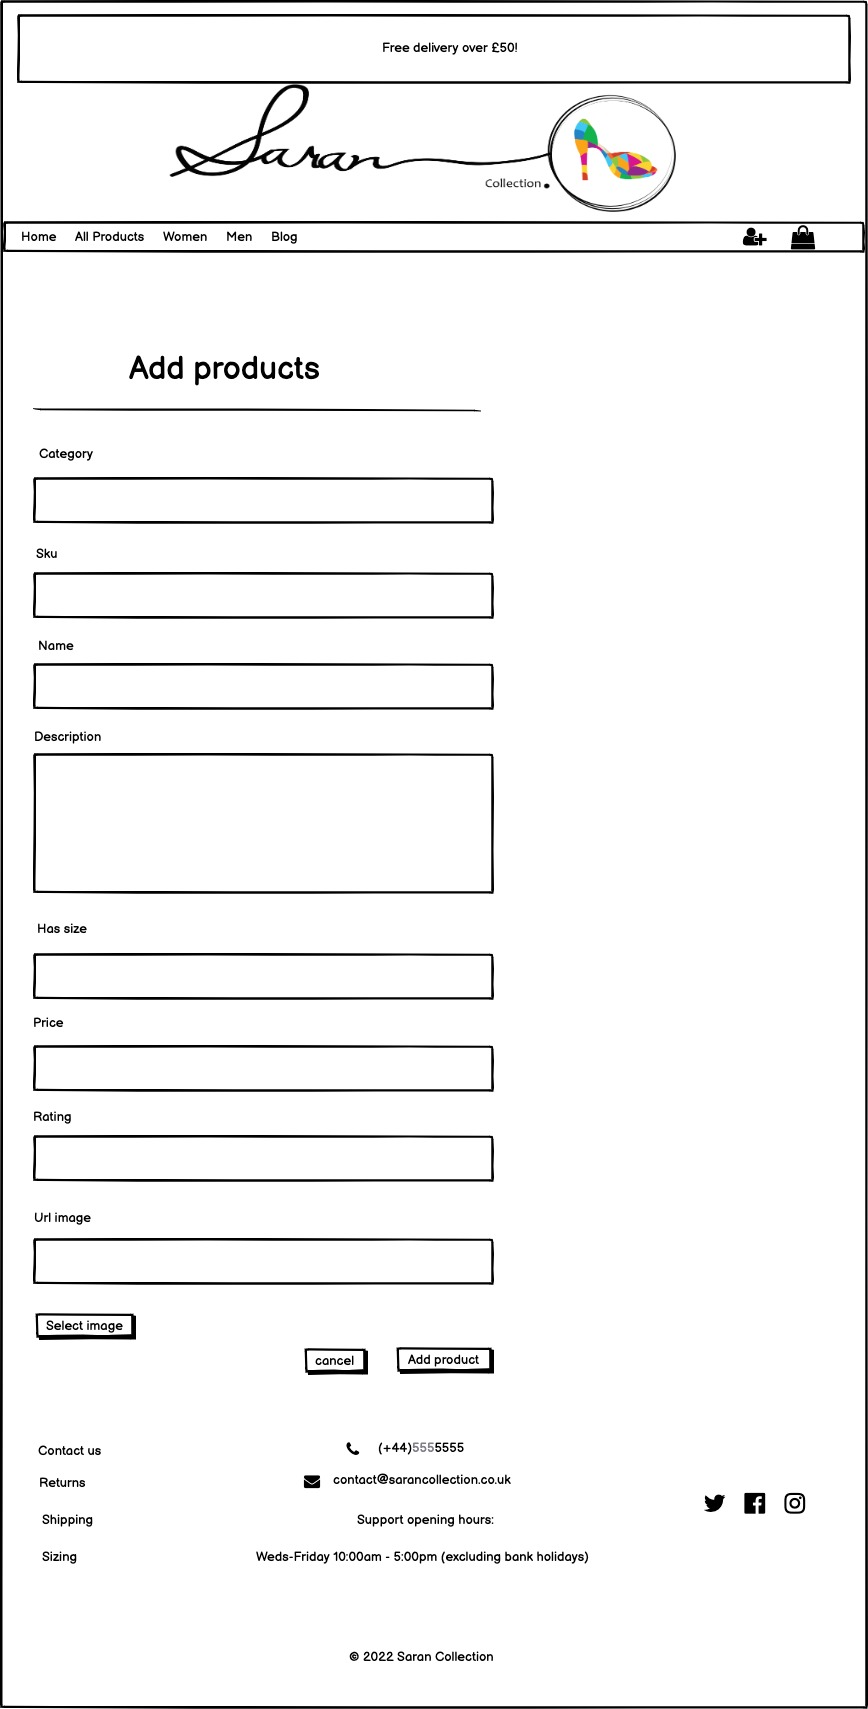 Free delivery over £50!
Saran
Collection.
Home All Products Women Men Blog
Add products
Category
Sku
Name
Description
Has size
Price
Rating
Url image
Select image
cancel Add product
Contact us
(+44)5555555
Returns
contact@sarancollection.co.uk
Shipping
Support opening hours:
Sizing
Weds-Friday 10:00am - 5:00pm (excluding bank holidays)
© 2022 Saran Collection